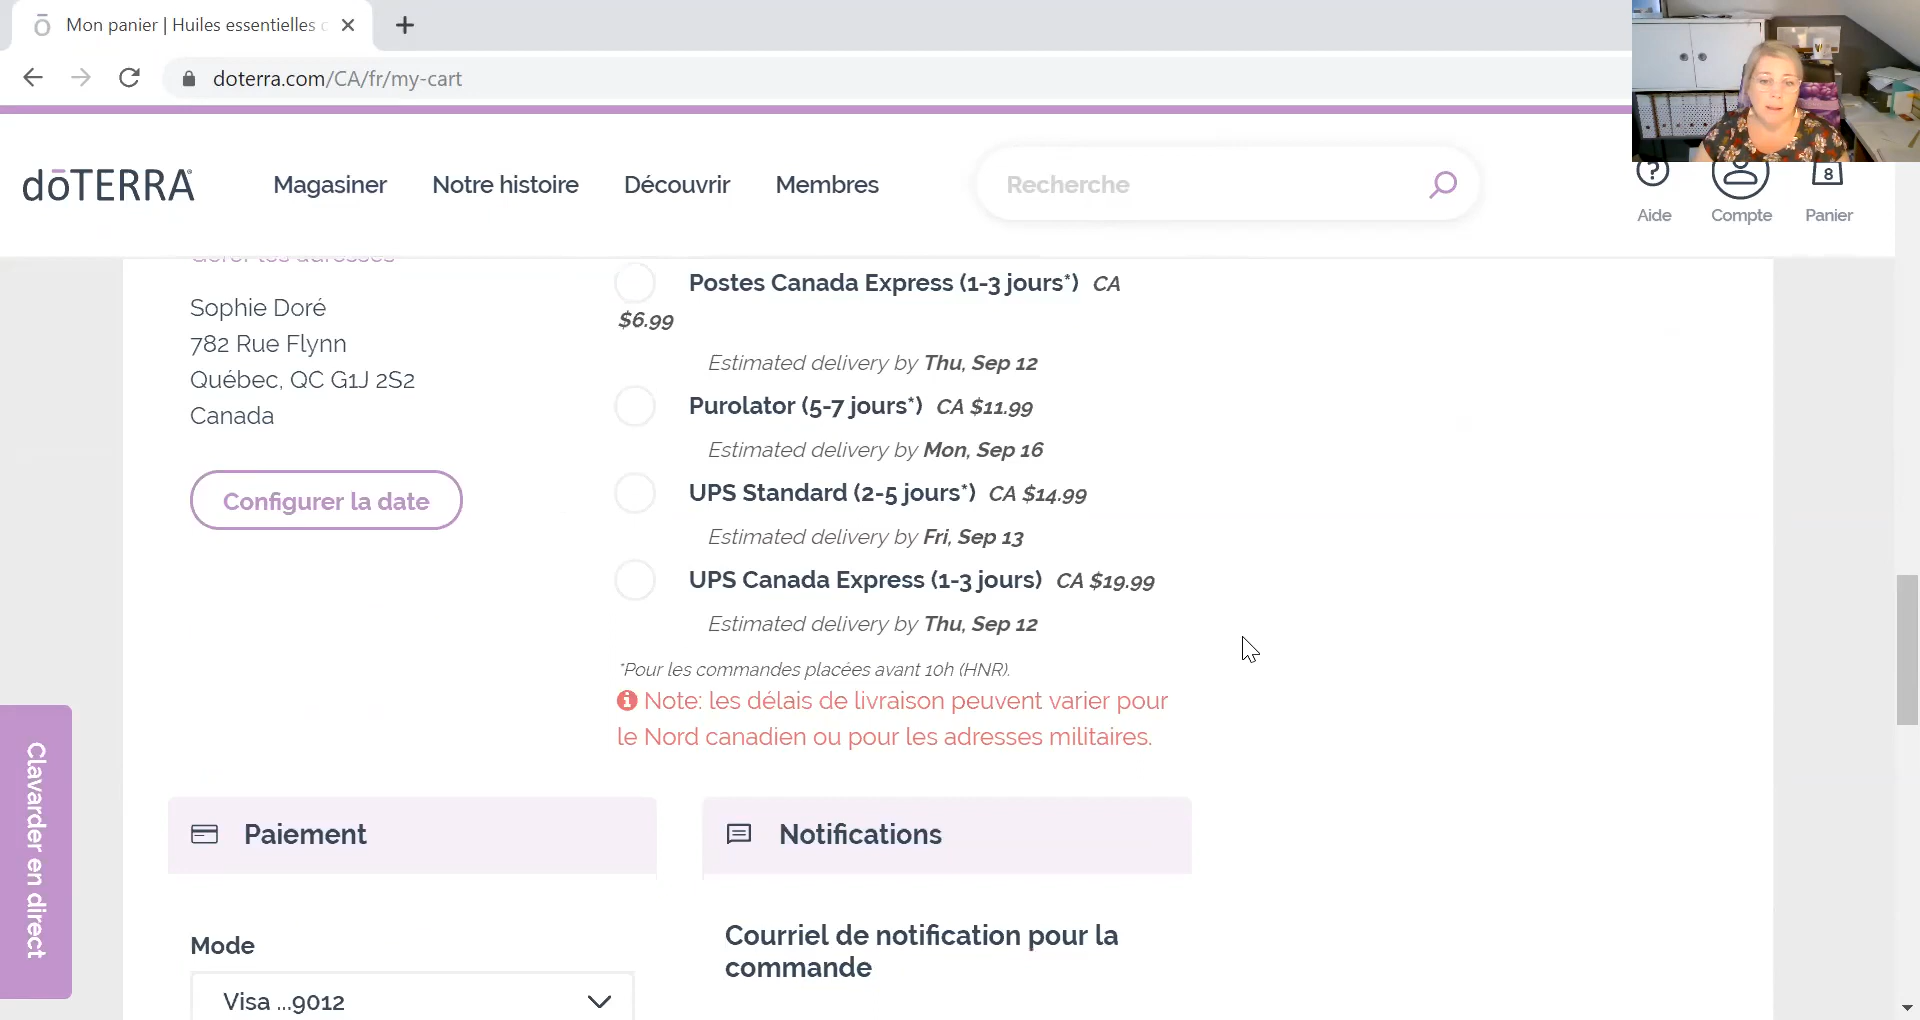 Mon panier | Huiles essentielles
doterra.com/CA/fr/my-cart
dōTERRA
Magasiner
Notre histoire
Découvrir
Membres
Recherche
8
Aide
Compte
Panier
Gérer les adresses
Sophie Doré
782 Rue Flynn
Québec, QC G1J 2S2
Canada
Configurer la date
Postes Canada Express (1-3 jours*) CA
$6.99
Estimated delivery by Thu, Sep 12
Purolator (5-7 jours*) CA $11.99
Estimated delivery by Mon, Sep 16
UPS Standard (2-5 jours*) CA $14.99
Estimated delivery by Fri, Sep 13
UPS Canada Express (1-3 jours) CA $19.99
Estimated delivery by Thu, Sep 12
*Pour les commandes placées avant 10h (HNR).
Note: les délais de livraison peuvent varier pour
le Nord canadien ou pour les adresses militaires.
Clavarder en direct
Paiement
Mode
Visa ...9012
Notifications
Courriel de notification pour la
commande